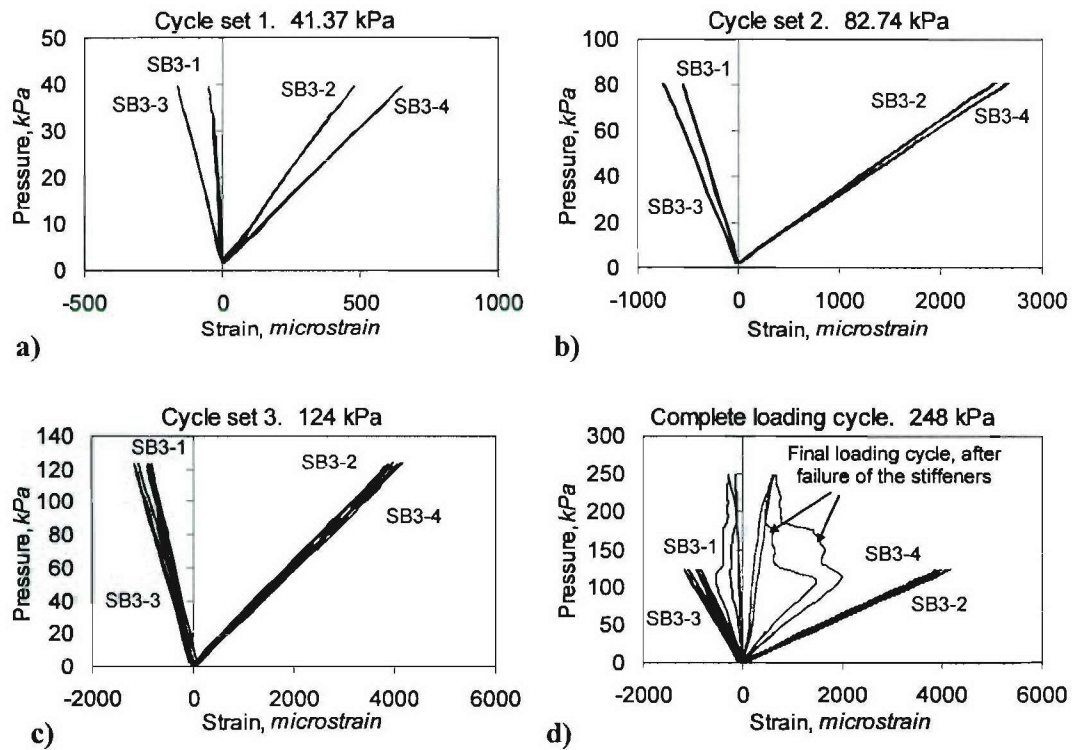 Cycle set 1. 41.37 kPa
50
40
30
20
10
0
Pressure, kPa
SB3-1
SB3-3
SB3-2
SB3-4
-500 0 500 1000
Strain, microstrain
a)
Cycle set 2. 82.74 kPa
100
80
60
40
20
0
Pressure, kPa
SB3-1
SB3-2
SB3-4
SB3-3
-1000 0 1000 2000 3000
Strain, microstrain
b)
Cycle set 3. 124 kPa
140
120
100
80
60
40
20
0
Pressure, kPa
SB3-1
SB3-2
SB3-4
SB3-3
-2000 0 2000 4000 6000
Strain, microstrain
c)
Complete loading cycle. 248 kPa
300
250
200
150
100
50
0
Pressure, kPa
Final loading cycle, after
failure of the stiffeners
SB3-1
SB3-4
SB3-3
SB3-2
-2000 0 2000 4000 6000
Strain, microstrain
d)